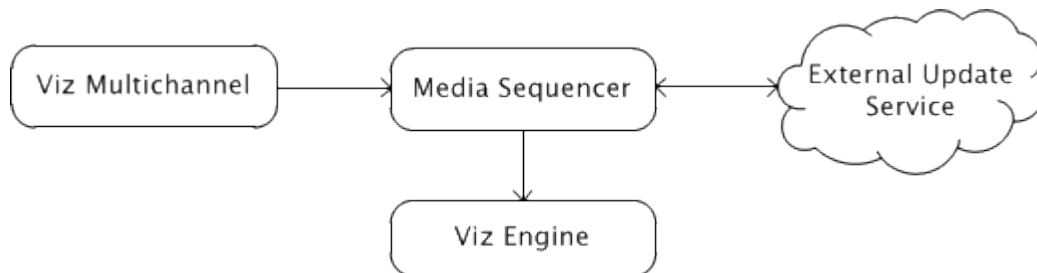 Viz Multichannel
Media Sequencer
External Update
Service
Viz Engine